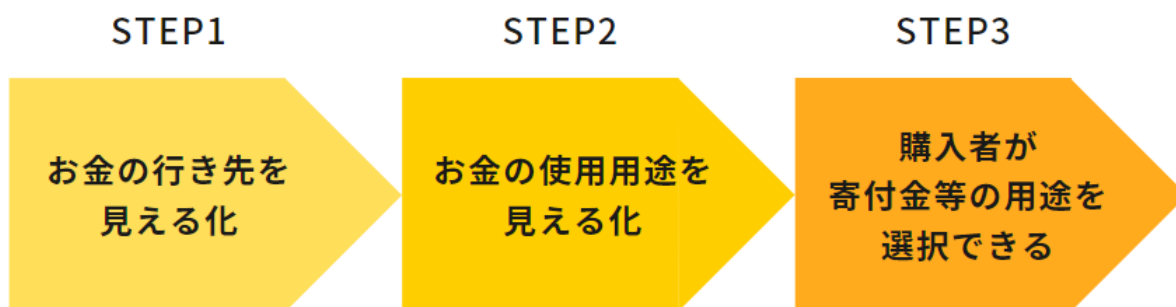 STEP1
お金の行き先を
見える化
STEP2
お金の使用用途を
見える化
STEP3
購入者が
寄付金等の用途を
選択できる